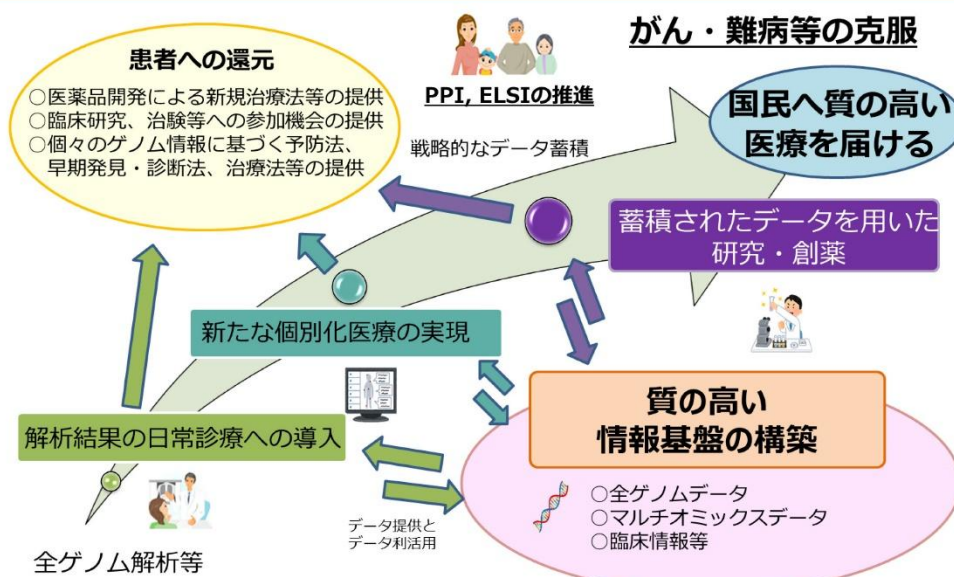 がん・難病等の克服
患者への還元
○医薬品開発による新規治療法等の提供
○臨床研究、治験等への参加機会の提供
○個々のゲノム情報に基づく予防法、
早期発見・診断法、治療法等の提供
PPI, ELSIの推進
戦略的なデータ蓄積
国民へ質の高い
医療を届ける
蓄積されたデータを用いた
研究・創薬
新たな個別化医療の実現
解析結果の日常診療への導入
質の高い
情報基盤の構築
○全ゲノムデータ
○マルチオミックスデータ
○臨床情報等
データ提供と
データ利活用
全ゲノム解析等